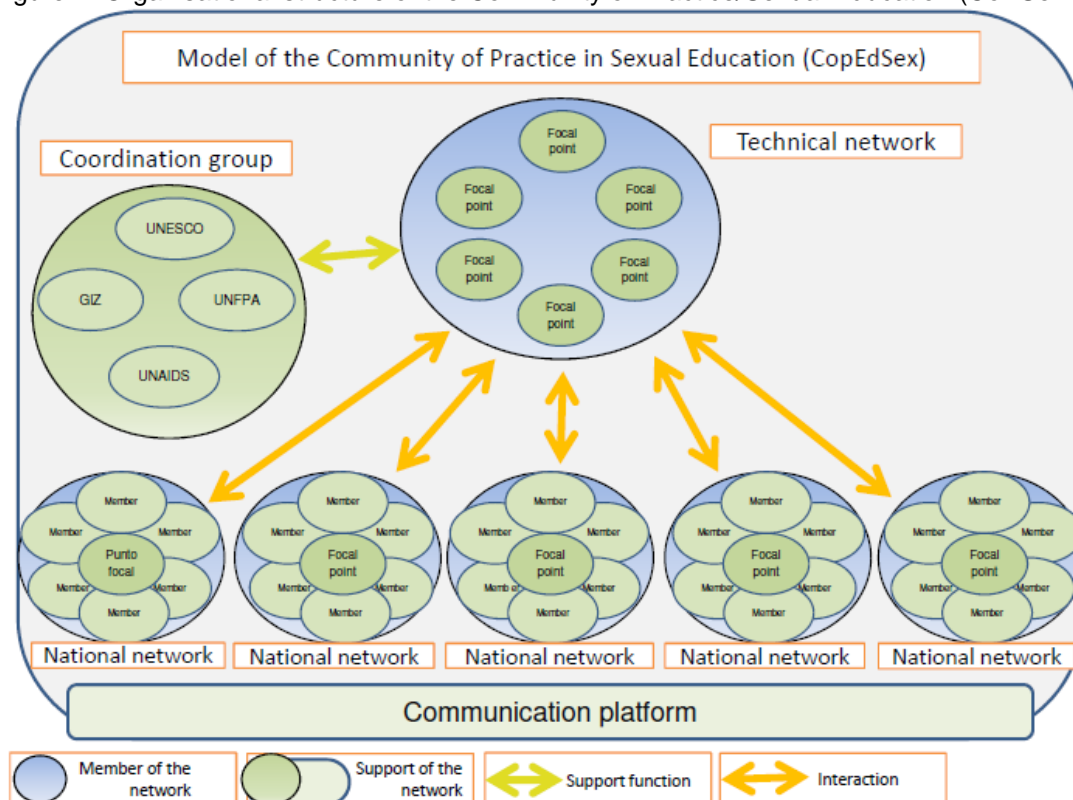 Model of the Community of Practice in Sexual Education (CopEdSex)
Coordination group
Technical network
UNESCO
GIZ
UNFPA
UNAIDS
Focal
point
Focal
point
Focal
point
Focal
point
Focal
point
Focal
point
Member
Member
Member
Punto
focal
Member
Member
Member
National network
Member
Member
Member
Focal
point
Member
Member
Member
National network
Member
Member
Member
Focal
point
Memb er
Member
Member
National network
Member
Member
Member
Focal
point
Member
Member
Member
National network
Member
Member
Member
Focal
point
Member
Member
Member
National network
Communication platform
Member of the
network
Support of the
network
Support function
Interaction